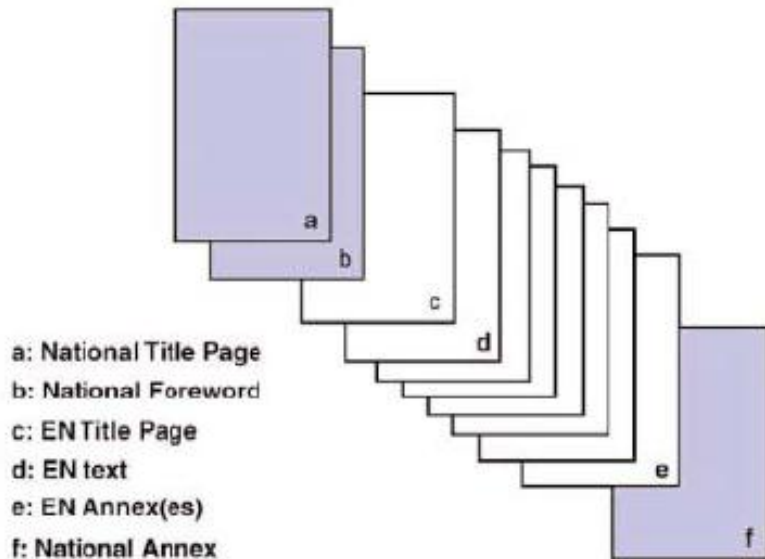 a
b
c
d
e
f
a: National Title Page
b: National Foreword
c: EN Title Page
d: EN text
e: EN Annex(es)
f: National Annex